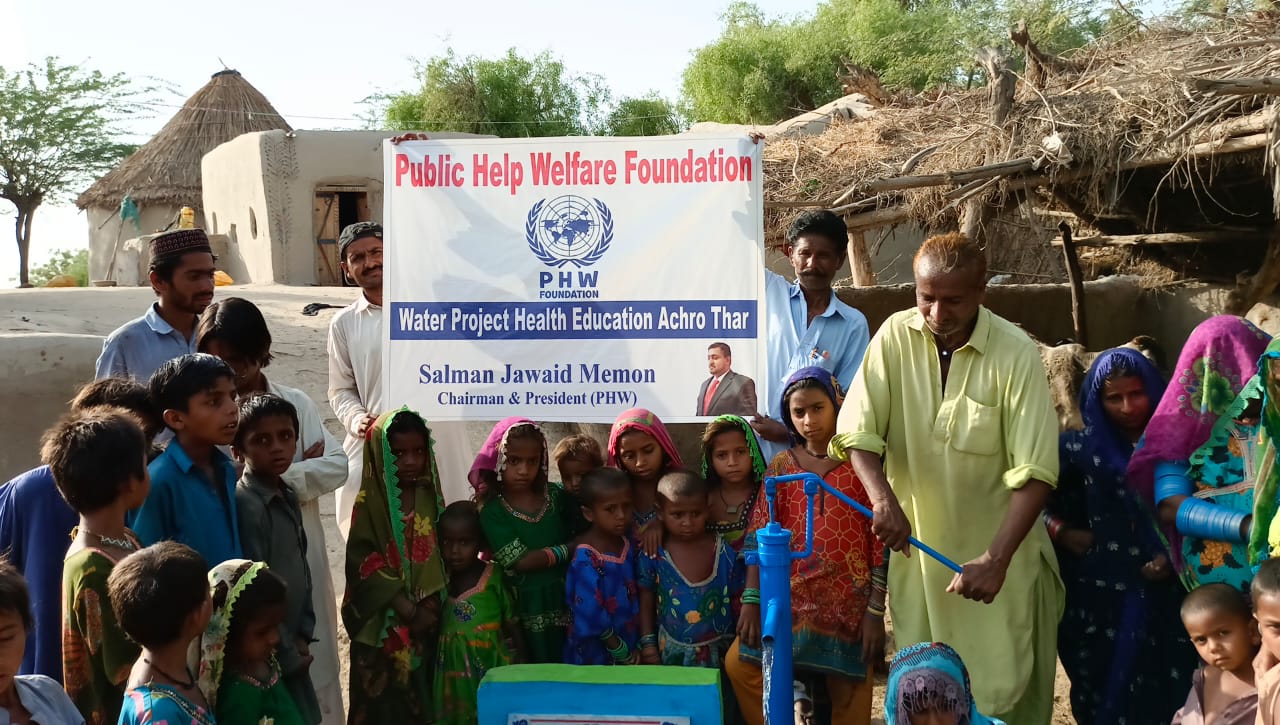 Public Help Welfare Foundation
PHW
FOUNDATION
Water Project Health Education Achro Thar
Salman Jawaid Memon
Chairman & President (PHW)